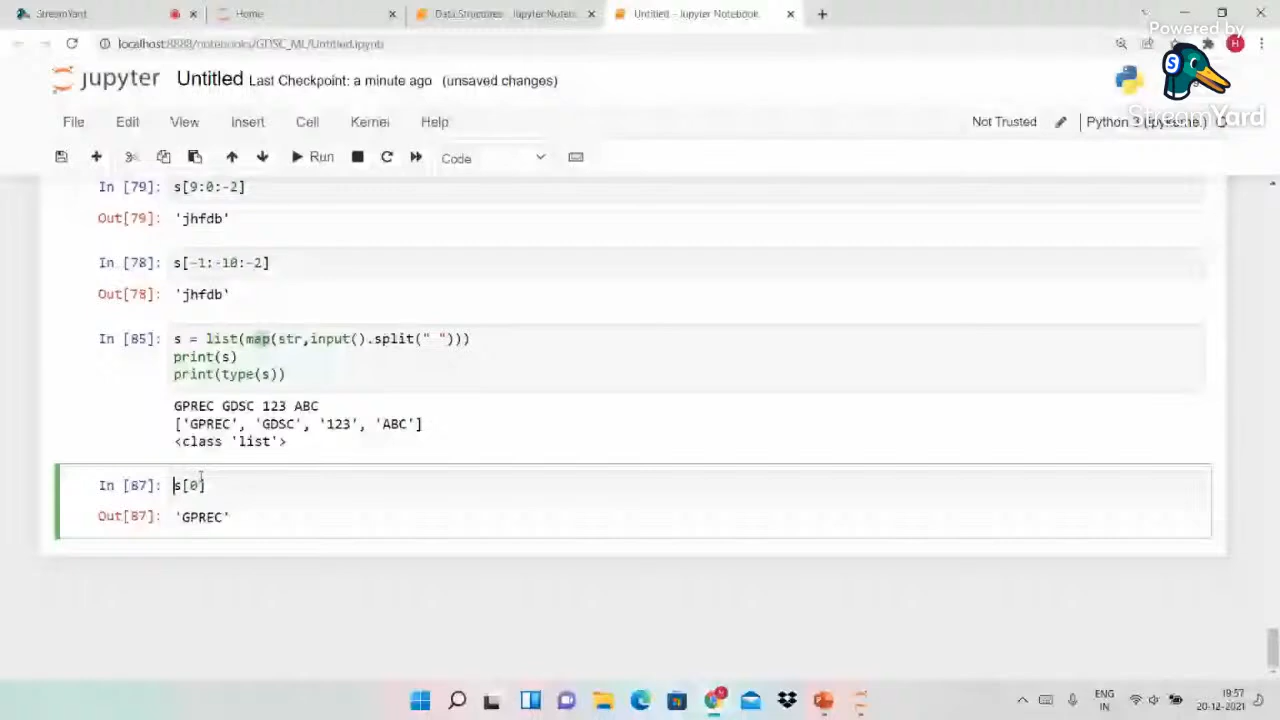 StreamYard
Home
Data Structures - Jupyter Notebo
Untitled - Jupyter Notebook
localhost:8888/notebooks/GDSC_ML/Untitled.ipynb
H
Powered by
StreamYard
jupyter Untitled Last Checkpoint: a minute ago (unsaved changes)
File Edit View Insert Cell Kernel Help
Not Trusted
Python 3
Run
Code
In [79]: s[9:0:-2]
Out[79]: 'jhfdb'
In [78]: s[-1:-10:-2]
Out[78]: 'jhfdb'
In [85]: s = list(map(str,input().split(" ")))
print(s)
print(type(s))
GPREC GDSC 123 ABC
['GPREC', 'GDSC', '123', 'ABC']
<class 'list'>
In [87]: s[0]
Out[87]: 'GPREC'
ENG
IN
19:57
20-12-2021